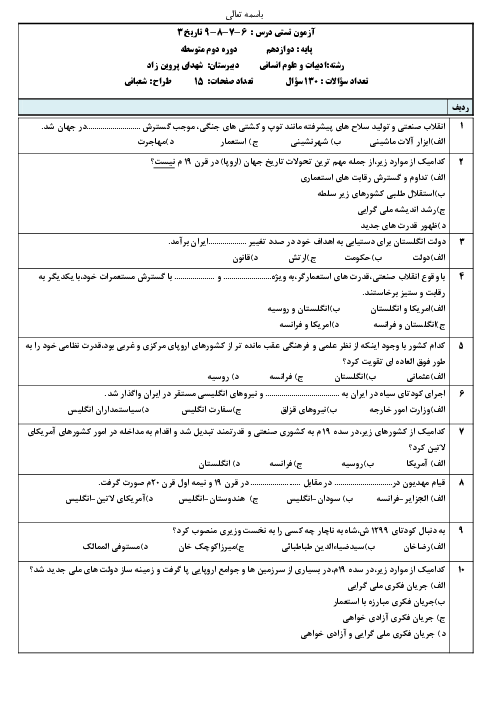 باسمه تعالی
آزمون تستی درس : ۶-۷-۸-۹ تاریخ۳
پایه : دوازدهم دوره دوم متوسطه
رشته:ادبیات و علوم انسانی دبیرستان: شهدای پروین زاد
تعداد سؤالات : ۱۳۰سؤال تعداد صفحات: ۱۵ طراح: شعبانی
ردیف
۱ انقلاب صنعتی و تولید سلاح های پیشرفته مانند توپ و کشتی های جنگی، موجب گسترش ..........................در جهان شد.
الف)ابزار آلات ماشینی ب) شهرنشینی ج) استعمار د)مهاجرت
۲ کدامیک از موارد زیر،از جمله مهم ترین تحولات تاریخ جهان (اروپا) در قرن ۱۹ م نیست؟
الف) تداوم و گسترش رقابت های استعماری
ب)استقلال طلبی کشورهای زیر سلطه
ج)رشد اندیشه ملی گرایی
د)ظهور قدرت های جدید
۳ دولت انگلستان برای دستیابی به اهداف خود در صدد تغییر ...................ایران برآمد.
الف)دولت ب)حکومت ج)ارتش د)قانون
۴ با وقوع انقلاب صنعتی،قدرت های استعمارگر،به ویژه........................ و .................... با گسترش مستعمرات خود،با یکدیگر به
رقابت و ستیز برخاستند.
الف)امریکا و انگلستان ب)انگلستان و روسیه
ج)انگلستان و فرانسه د)امریکا و فرانسه
۵ کدام کشور با وجود اینکه از نظر علمی و فرهنگی عقب مانده تر از کشورهای اروپای مرکزی و غربی بود،قدرت نظامی خود را به
طور فوق العاده ای تقویت کرد؟
الف)عثمانی ب)انگلستان ج) فرانسه د) روسیه
۶ اجرای کودتای سیاه در ایران به .................................... و نیروهای انگلیسی مستقر در ایران واگذار شد.
الف)وزارت امور خارجه ب)نیروهای قزاق ج)سفارت انگلیس د)سیاستمداران انگلیس
۷ کدامیک از کشورهای زیر،در سده ۱۹م به کشوری صنعتی و قدرتمند تبدیل شد و اقدام به مداخله در امور کشورهای آمریکای
لاتین کرد؟
الف) آمریکا ب)روسیه ج)فرانسه د) انگلستان
۸ قیام مهدیون در............................ در مقابل ........................در قرن ۱۹ و نیمه اول قرن ۲۰م صورت گرفت.
الف) الجزایر -فرانسه ب) سودان-انگلیس ج) هندوستان -انگلیس د)آمریکای لاتین-انگلیس
۹ به دنبال کودتای ۱۲۹۹ ش،شاه به ناچار چه کسی را به نخست وزیری منصوب کرد؟
الف)رضاخان ب)سیدضیاءالدین طباطبائی ج)میرزاکوچک خان د)مستوفی الممالک
۱۰ کدامیک از موارد زیر،در سده ۱۹م،در بسیاری از سرزمین ها و جوامع اروپایی پا گرفت و زمینه ساز دولت های ملی جدید شد؟
الف) جریان فکری ملی گرایی
ب)جریان فکری مبارزه با استعمار
ج) جریان فکری آزادی خواهی
د) جریان فکری ملی گرایی و آزادی خواهی